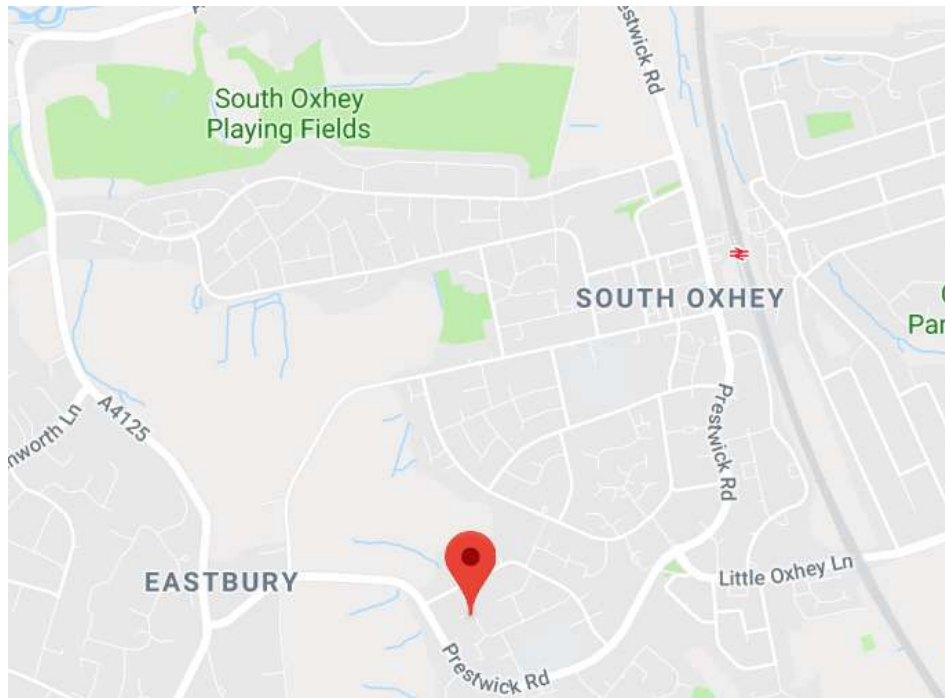 Prestwick Rd
South Oxhey
Playing Fields
SOUTH OXHEY
Par
Prestwick Rd
A4125
nworth Ln
EASTBURY
Little Oxhey Ln
Prestwick Rd